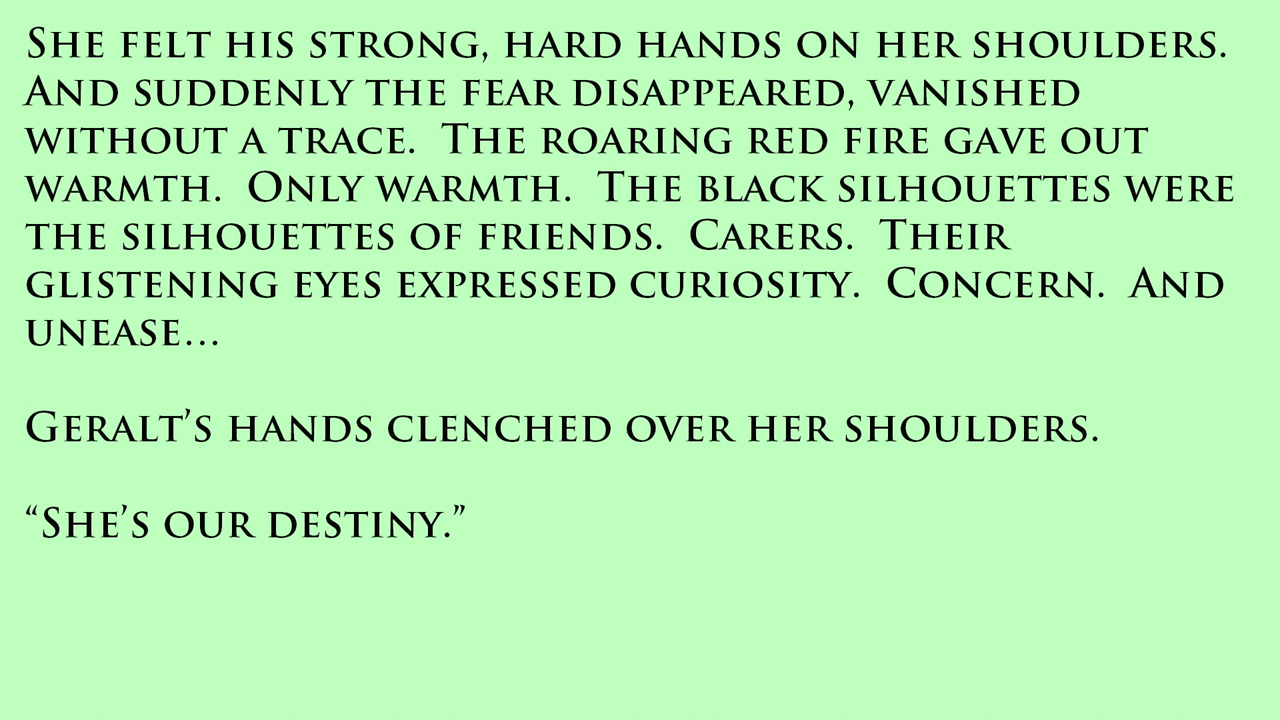 She felt his strong, hard hands on her shoulders.
And suddenly the fear disappeared, vanished
without a trace.  The roaring red fire gave out
warmth.  Only warmth.  The black silhouettes were
the silhouettes of friends.  Carers.  Their
glistening eyes expressed curiosity.  Concern.  And
unease…
Geralt’s hands clenched over her shoulders.
“She’s our destiny.”